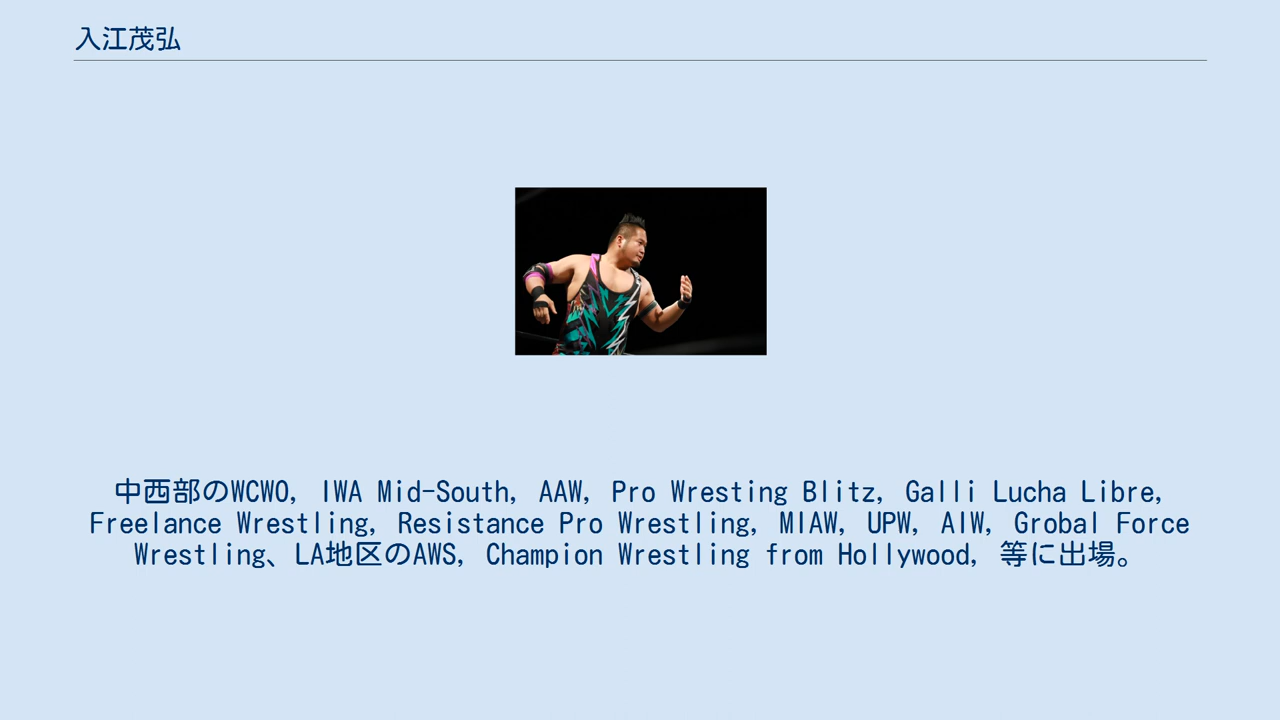 入江茂弘
中西部のWCWO, IWA Mid-South, AAW, Pro Wresting Blitz, Galli Lucha Libre,
Freelance Wrestling, Resistance Pro Wrestling, MIAW, UPW, AIW, Grobal Force
Wrestling、LA地区のAWS, Champion Wrestling from Hollywood, 等に出場。